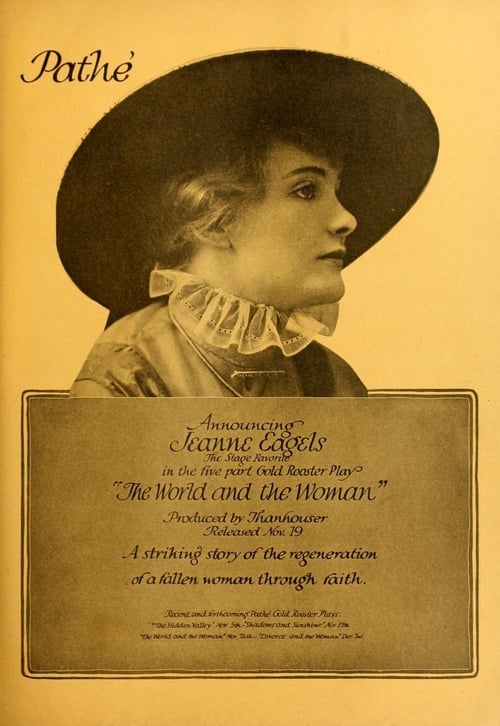 Pathé
Announcing
Jeanne Eagels
The Stage Favorite
in the five part Gold Rooster Play
"The World and the Woman"
Produced by Thanhouser
Released Nov. 19
A striking story of the regeneration
of a fallen woman through faith.
Recent and forthcoming Pathé Gold Rooster Plays:
"The Hidden Valley" Nov 5th "Shadows and Sunshine", Nov 12th
"The World and the Woman" Nov. "Divorce and the Woman" Dec 3rd